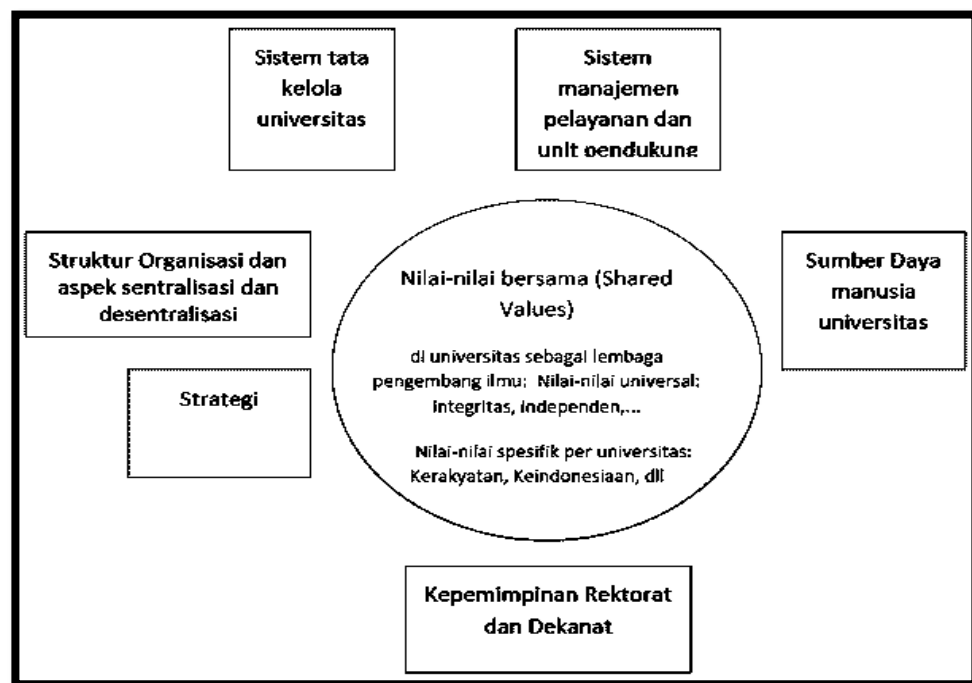 Sistem tata
kelola
universitas
Sistem
manajemen
pelayanan dan
unit pendukung
Struktur Organisasi dan
aspek sentralisasi dan
desentralisasi
Nilai-nilai bersama (Shared
Values)
di universitas sebagai lembaga
pengembang ilmu; Nilai-nilai universal:
integritas, independen,...
Nilai-nilai spesifik per universitas:
Kerakyatan, Keindonesiaan, dll
Sumber Daya
manusia
universitas
Strategi
Kepemimpinan Rektorat
dan Dekanat